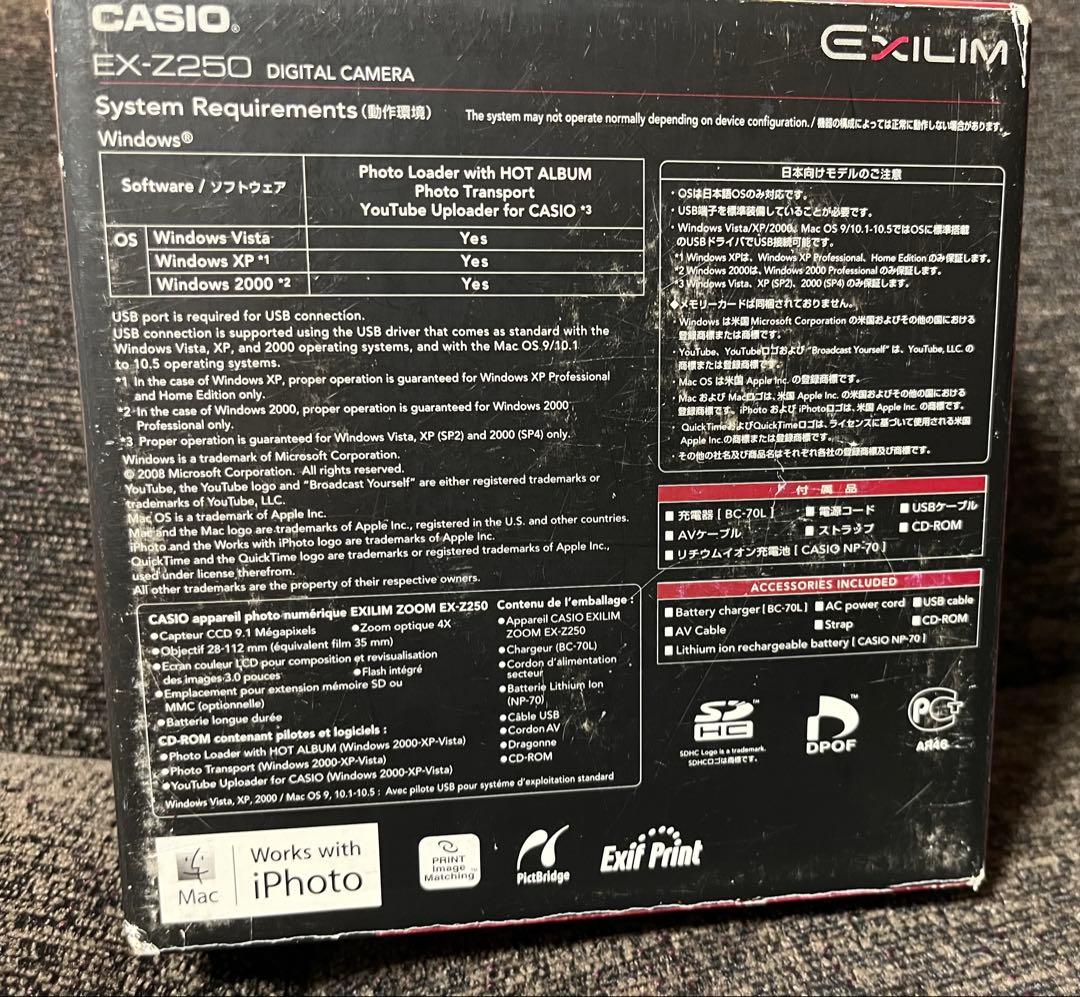 CASIO®
EXILIM
EX-Z250 DIGITAL CAMERA
System Requirements (動作環境)
The system may not operate normally depending on device configuration. / 機器の構成によっては正常に動作しない場合があります。
Windows®
Software / ソフトウェア
Photo Loader with HOT ALBUM
Photo Transport
YouTube Uploader for CASIO *3
OS Windows Vista Yes
Windows XP *1 Yes
Windows 2000 *2 Yes
USB port is required for USB connection.
USB connection is supported using the USB driver that comes as standard with the
Windows Vista, XP, and 2000 operating systems, and with the Mac OS 9/10.1
to 10.5 operating systems.
*1 In the case of Windows XP, proper operation is guaranteed for Windows XP Professional
and Home Edition only.
*2 In the case of Windows 2000, proper operation is guaranteed for Windows 2000
Professional only.
*3 Proper operation is guaranteed for Windows Vista, XP (SP2) and 2000 (SP4) only.
Windows is a trademark of Microsoft Corporation.
© 2008 Microsoft Corporation. All rights reserved.
YouTube, the YouTube logo and "Broadcast Yourself" are either registered trademarks or
trademarks of YouTube, LLC.
Mac OS is a trademark of Apple Inc.
Mac and the Mac logo are trademarks of Apple Inc., registered in the U.S. and other countries.
iPhoto and the Works with iPhoto logo are trademarks of Apple Inc.
QuickTime and the QuickTime logo are trademarks or registered trademarks of Apple Inc.,
used under license therefrom.
All other trademarks are the property of their respective owners.
日本向けモデルのご注意
・OSは日本語OSのみ対応です。
・USB端子を標準装備していることが必要です。
・Windows Vista/XP/2000、Mac OS 9/10.1-10.5ではOSに標準搭載
のUSBドライバでUSB接続可能です。
*1 Windows XPは、Windows XP Professional、Home Edition のみ保証します。
*2 Windows 2000は、Windows 2000 Professional のみ保証します。
*3 Windows Vista、XP (SP2)、2000 (SP4) のみ保証します。
◆メモリーカードは同梱されておりません。
・Windows は米国 Microsoft Corporation の米国およびその他の国における
登録商標または商標です。
・YouTube、YouTubeロゴおよび "Broadcast Yourself" は、YouTube, LLC. の
商標または登録商標です。
Mac OS は米国 Apple Inc. の登録商標です。
・Mac および Macロゴは、米国 Apple Inc. の米国およびその他の国における
登録商標です。iPhoto および iPhotoロゴは、米国 Apple Inc. の商標です。
QuickTimeおよびQuickTimeロゴは、ライセンスに基づいて使用される米国
Apple Inc.の商標または登録商標です。
・その他の社名及び商品名はそれぞれ各社の登録商標及び商標です。
付属品
■ 充電器 [ BC-70L ] ■ 電源コード ■ USBケーブル
■ AVケーブル ■ ストラップ ■ CD-ROM
■ リチウムイオン充電池 [ CASIO NP-70 ]
ACCESSORIES INCLUDED
■ Battery charger [ BC-70L ] ■ AC power cord ■ USB cable
■ AV Cable ■ Strap ■ CD-ROM
■ Lithium ion rechargeable battery [ CASIO NP-70 ]
CASIO appareil photo numérique EXILIM ZOOM EX-Z250
●Capteur CCD 9.1 Mégapixels ●Zoom optique 4X
●Objectif 28-112 mm (équivalent film 35 mm)
●Ecran couleur LCD pour composition et revisualisation
des images 3.0 pouces ●Flash intégré
●Emplacement pour extension mémoire SD ou
MMC (optionnelle)
●Batterie longue durée
CD-ROM contenant pilotes et logiciels :
●Photo Loader with HOT ALBUM (Windows 2000-XP-Vista)
●Photo Transport (Windows 2000-XP-Vista)
●YouTube Uploader for CASIO (Windows 2000-XP-Vista)
Windows Vista, XP, 2000 / Mac OS 9, 10.1-10.5 : Avec pilote USB pour système d'exploitation standard
Contenu de l'emballage :
●Appareil CASIO EXILIM
ZOOM EX-Z250
●Chargeur (BC-70L)
●Cordon d'alimentation
secteur
●Batterie Lithium Ion
(NP-70)
●Câble USB
●Cordon AV
●Dragonne
●CD-ROM
SD HC ™
SDHC Logo is a trademark.
SDHCロゴは商標です。
DPOF ™
РСТ
АЯ46
Mac
Works with
iPhoto
PRINT
Image
Matching
PictBridge
Exif Print